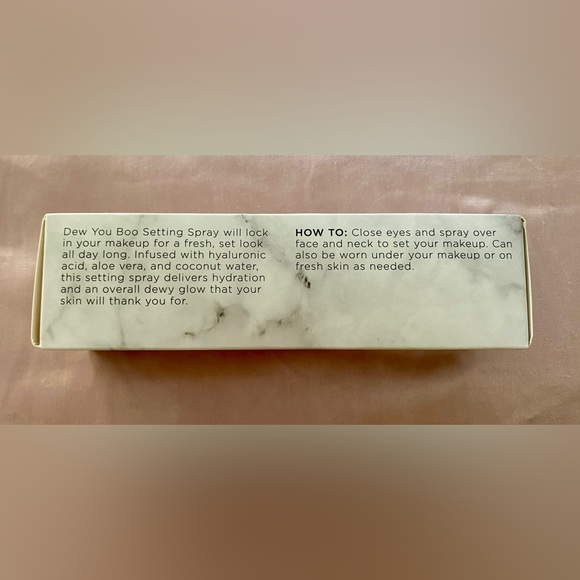 Dew You Boo Setting Spray will lock
in your makeup for a fresh, set look
all day long. Infused with hyaluronic
acid, aloe vera, and coconut water,
this setting spray delivers hydration
and an overall dewy glow that your
skin will thank you for.
HOW TO: Close eyes and spray over
face and neck to set your makeup. Can
also be worn under your makeup or on
fresh skin as needed.